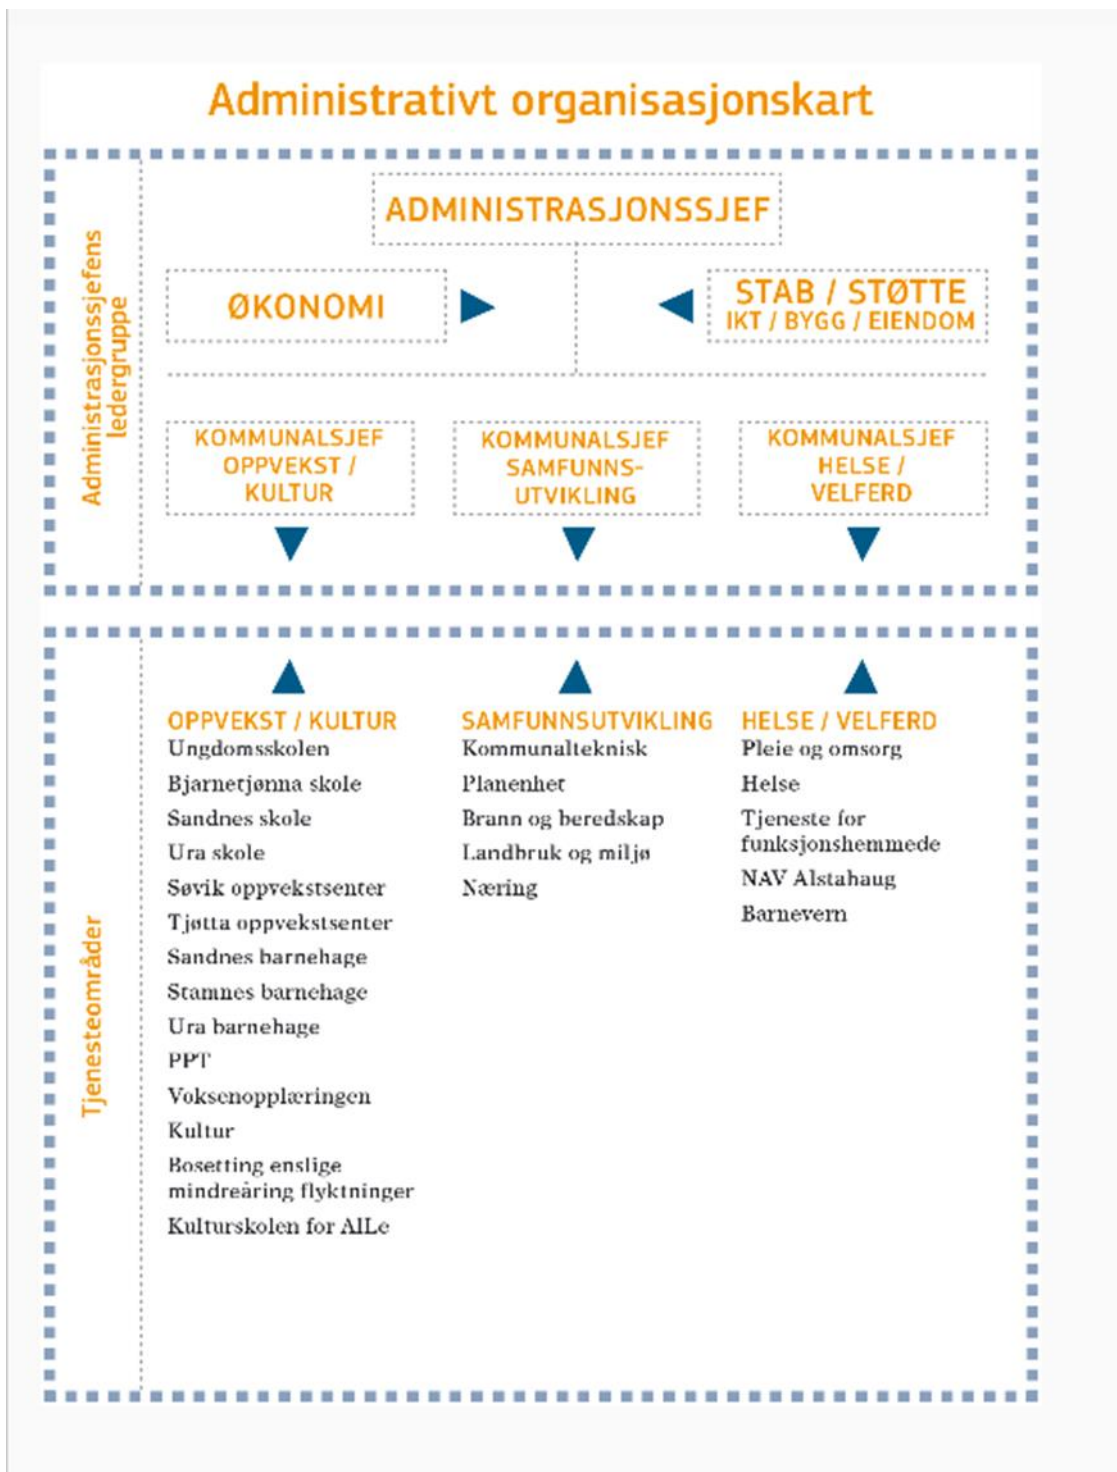 Administrativt organisasjonskart
Administrasjonssjefens
ledergruppe
ADMINISTRASJONSSJEF
ØKONOMI
STAB / STØTTE
IKT / BYGG / EIENDOM
KOMMUNALSJEF
OPPVEKST /
KULTUR
KOMMUNALSJEF
SAMFUNNS-
UTVIKLING
KOMMUNALSJEF
HELSE /
VELFERD
Tjenesteområder
OPPVEKST / KULTUR
Ungdomsskolen
Bjarnetjønna skole
Sandnes skole
Ura skole
Søvik oppvekstsenter
Tjøtta oppvekstsenter
Sandnes barnehage
Stamnes barnehage
Ura barnehage
PPT
Voksenopplæringen
Kultur
Bosetting enslige
mindreåring flyktninger
Kulturskolen for AlLe
SAMFUNNSUTVIKLING
Kommunalteknisk
Planenhet
Brann og beredskap
Landbruk og miljø
Næring
HELSE / VELFERD
Pleie og omsorg
Helse
Tjeneste for
funksjonshemmede
NAV Alstahaug
Barnevern